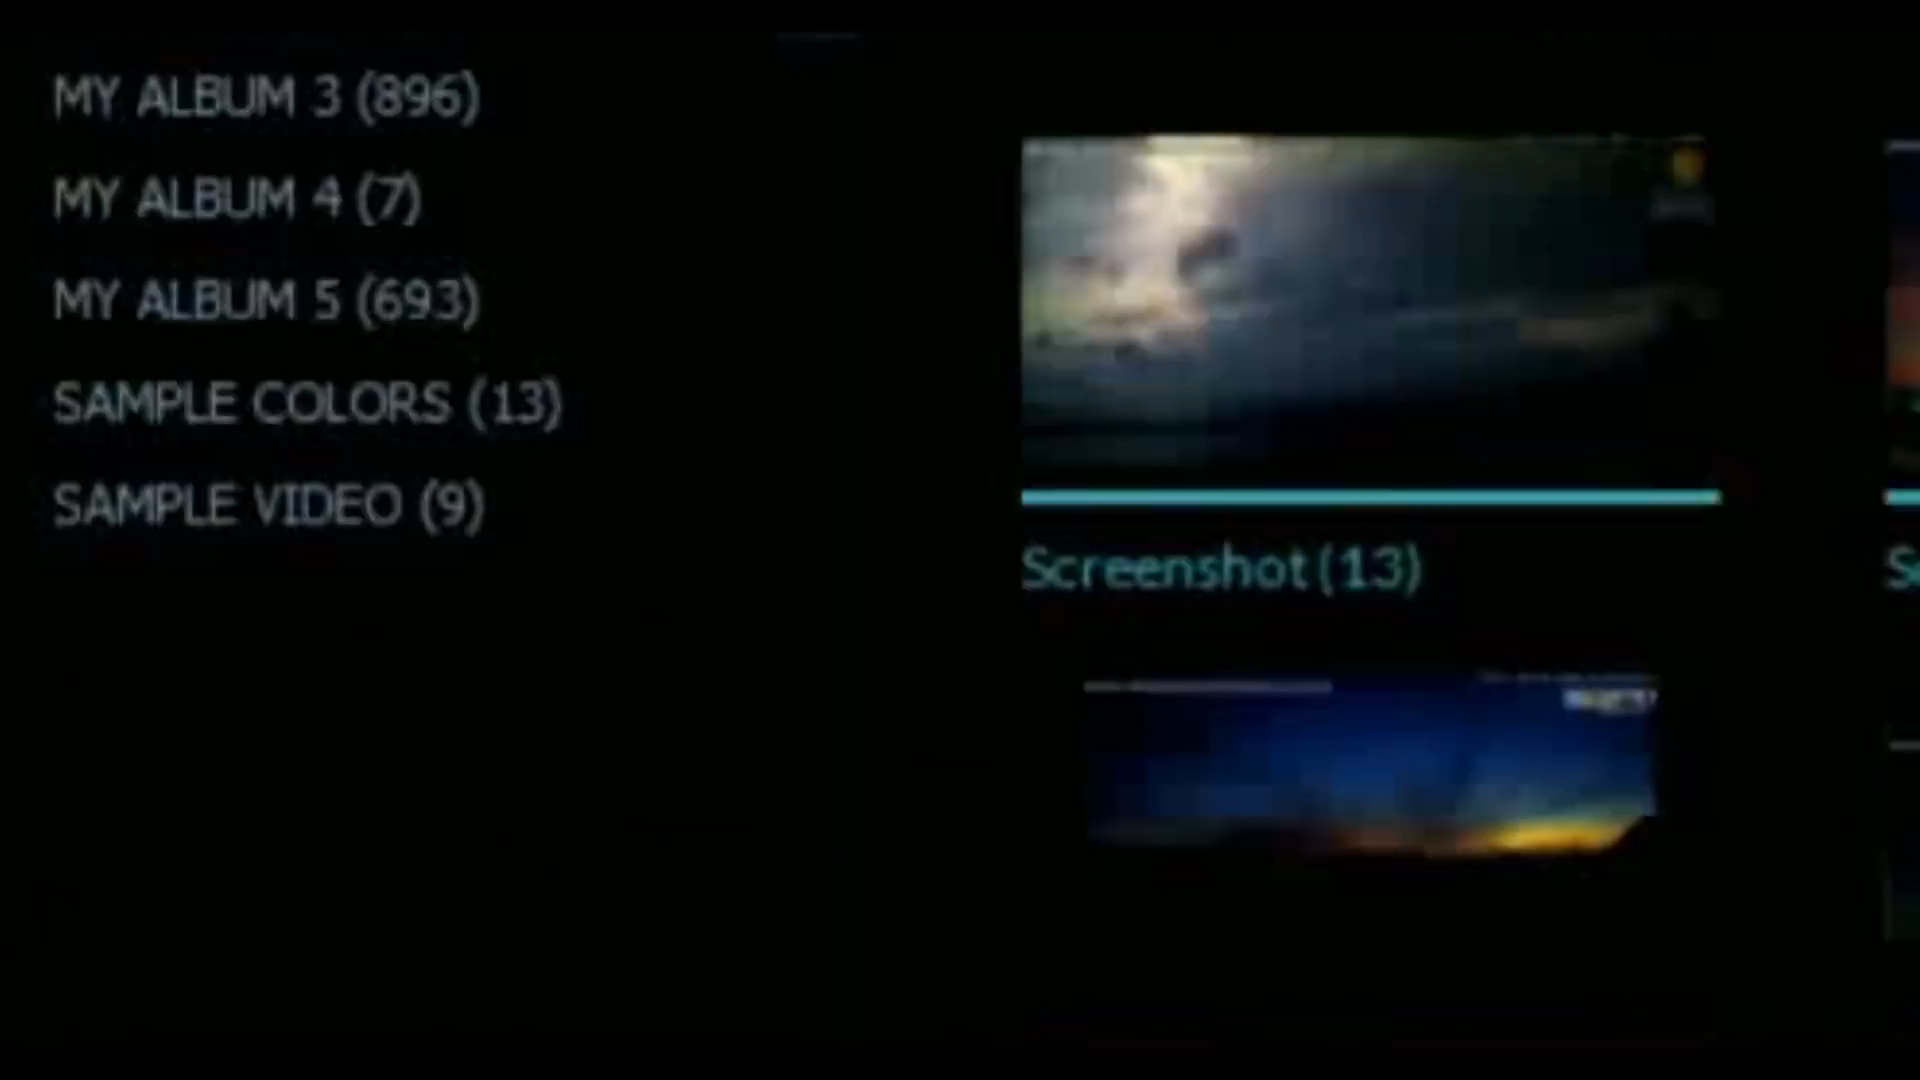 MY ALBUM 3 (896)
MY ALBUM 4 (7)
MY ALBUM 5 (693)
SAMPLE COLORS (13)
SAMPLE VIDEO (9)
Screenshot (13)